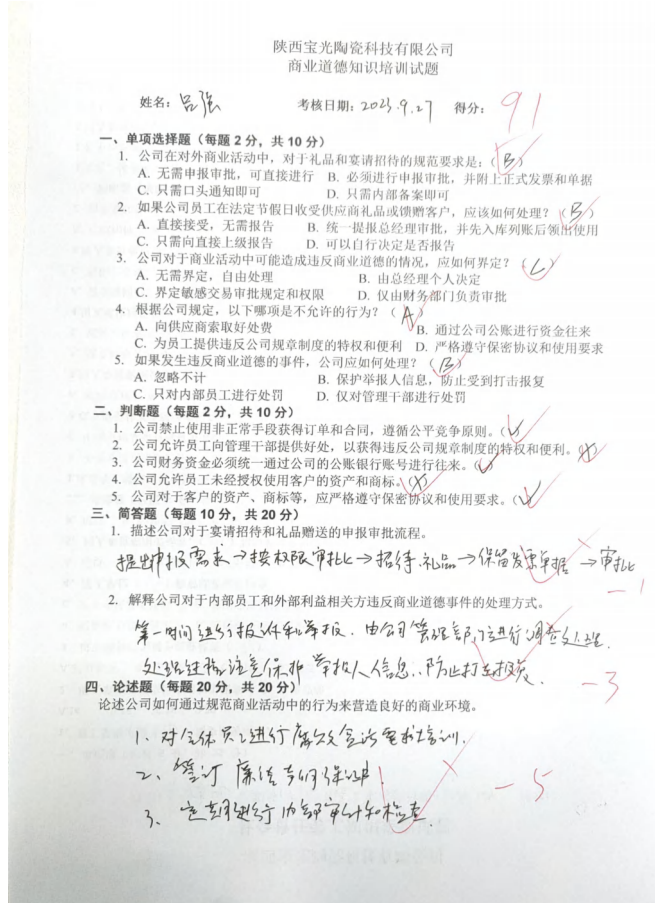 陕西宝光陶瓷科技有限公司
商业道德知识培训试题
姓名：吕强 考核日期：2023.9.27 得分：91
一、单项选择题（每题 2 分，共 10 分）
1. 公司在对外商业活动中，对于礼品和宴请招待的规范要求是：（B）
A. 无需申报审批，可直接进行 B. 必须进行申报审批，并附上正式发票和单据
C. 只需口头通知即可 D. 只需内部备案即可
2. 如果公司员工在法定节假日收受供应商礼品或馈赠客户，应该如何处理？（B）
A. 直接接受，无需报告 B. 统一提报总经理审批，并先入库列账后领出使用
C. 只需向直接上级报告 D. 可以自行决定是否报告
3. 公司对于商业活动中可能造成违反商业道德的情况，应如何界定？（C）
A. 无需界定，自由处理 B. 由总经理个人决定
C. 界定敏感交易审批规定和权限 D. 仅由财务部门负责审批
4. 根据公司规定，以下哪项是不允许的行为？（A）
A. 向供应商索取好处费 B. 通过公司公账进行资金往来
C. 为员工提供违反公司规章制度的特权和便利 D. 严格遵守保密协议和使用要求
5. 如果发生违反商业道德的事件，公司应如何处理？（B）
A. 忽略不计 B. 保护举报人信息，防止受到打击报复
C. 只对内部员工进行处罚 D. 仅对管理干部进行处罚
二、判断题（每题 2 分，共 10 分）
1. 公司禁止使用非正常手段获得订单和合同，遵循公平竞争原则。（√）
2. 公司允许员工向管理干部提供好处，以获得违反公司规章制度的特权和便利。（×）
3. 公司财务资金必须统一通过公司的公账银行账号进行往来。（√）
4. 公司允许员工未经授权使用客户的资产和商标。（×）
5. 公司对于客户的资产、商标等，应严格遵守保密协议和使用要求。（√）
三、简答题（每题 10 分，共 20 分）
1. 描述公司对于宴请招待和礼品赠送的申报审批流程。
提出申报需求→按权限审批→招待、礼品→保留发票单据→审批
-1
2. 解释公司对于内部员工和外部利益相关方违反商业道德事件的处理方式。
第一时间进行投诉和举报，由公司管理部门进行调查处理，
处理过程注意保护举报人信息，防止打击报复。
-3
四、论述题（每题 20 分，共 20 分）
论述公司如何通过规范商业活动中的行为来营造良好的商业环境。
1、对全体员工进行要求培训，
2、签订廉洁
3、定期进行内部审计和检查
-5